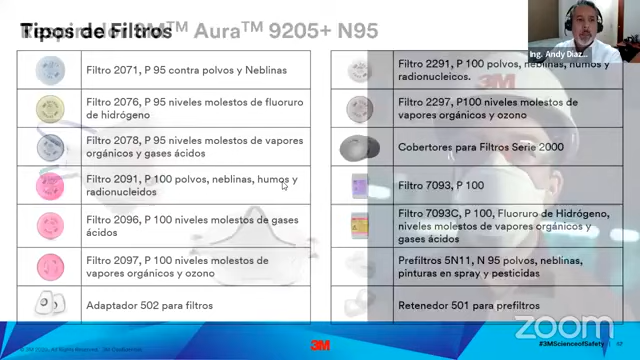 Tipos de Filtros
Aura™ 9205+ N95
Ing. Andy Díaz...
Filtro 2071, P 95 contra polvos y Neblinas
Filtro 2076, P 95 niveles molestos de fluoruro
de hidrógeno
Filtro 2078, P 95 niveles molestos de vapores
orgánicos y gases ácidos
Filtro 2091, P 100 polvos, neblinas, humos y
radionucleidos
Filtro 2096, P 100 niveles molestos de gases
ácidos
Filtro 2097, P 100 niveles molestos de
vapores orgánicos y ozono
Adaptador 502 para filtros
Filtro 2291, P 100 polvos, neblinas, humos y
radionucleicos.
Filtro 2297, P100 niveles molestos de
vapores orgánicos y ozono
Cobertores para Filtros Serie 2000
Filtro 7093, P 100
Filtro 7093C, P 100, Fluoruro de Hidrógeno,
niveles molestos de vapores orgánicos y
gases ácidos
Prefiltros 5N11, N 95 polvos, neblinas,
pinturas en spray y pesticidas
Retenedor 501 para prefiltros
3M
3M
#3MScienceofSafety
zoom